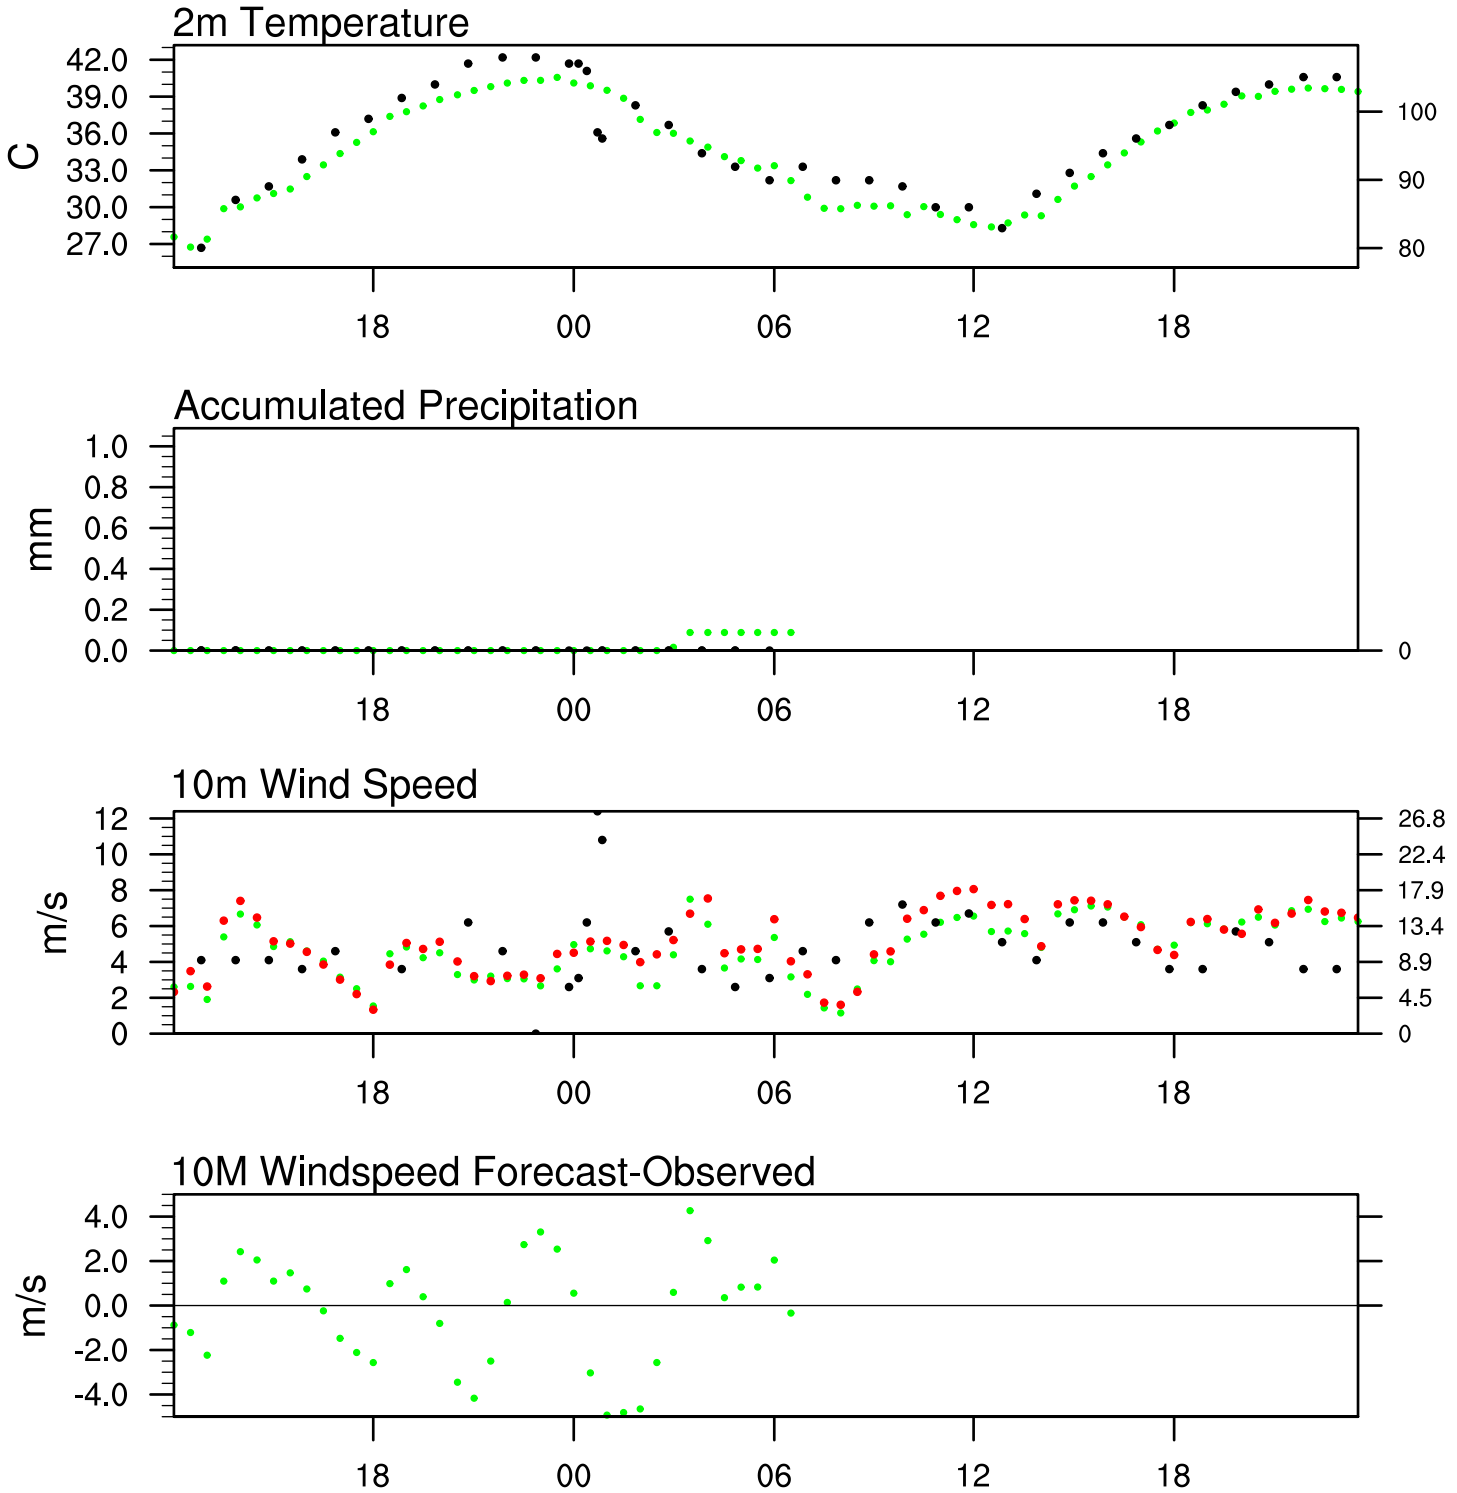 2m Temperature
42.0
39.0
36.0
33.0
30.0
27.0
C
100
90
80
18 00 06 12 18
Accumulated Precipitation
1.0
0.8
0.6
0.4
0.2
0.0
mm
0
18 00 06 12 18
10m Wind Speed
12
10
8
6
4
2
0
m/s
26.8
22.4
17.9
13.4
8.9
4.5
0
18 00 06 12 18
10M Windspeed Forecast-Observed
4.0
2.0
0.0
-2.0
-4.0
m/s
18 00 06 12 18